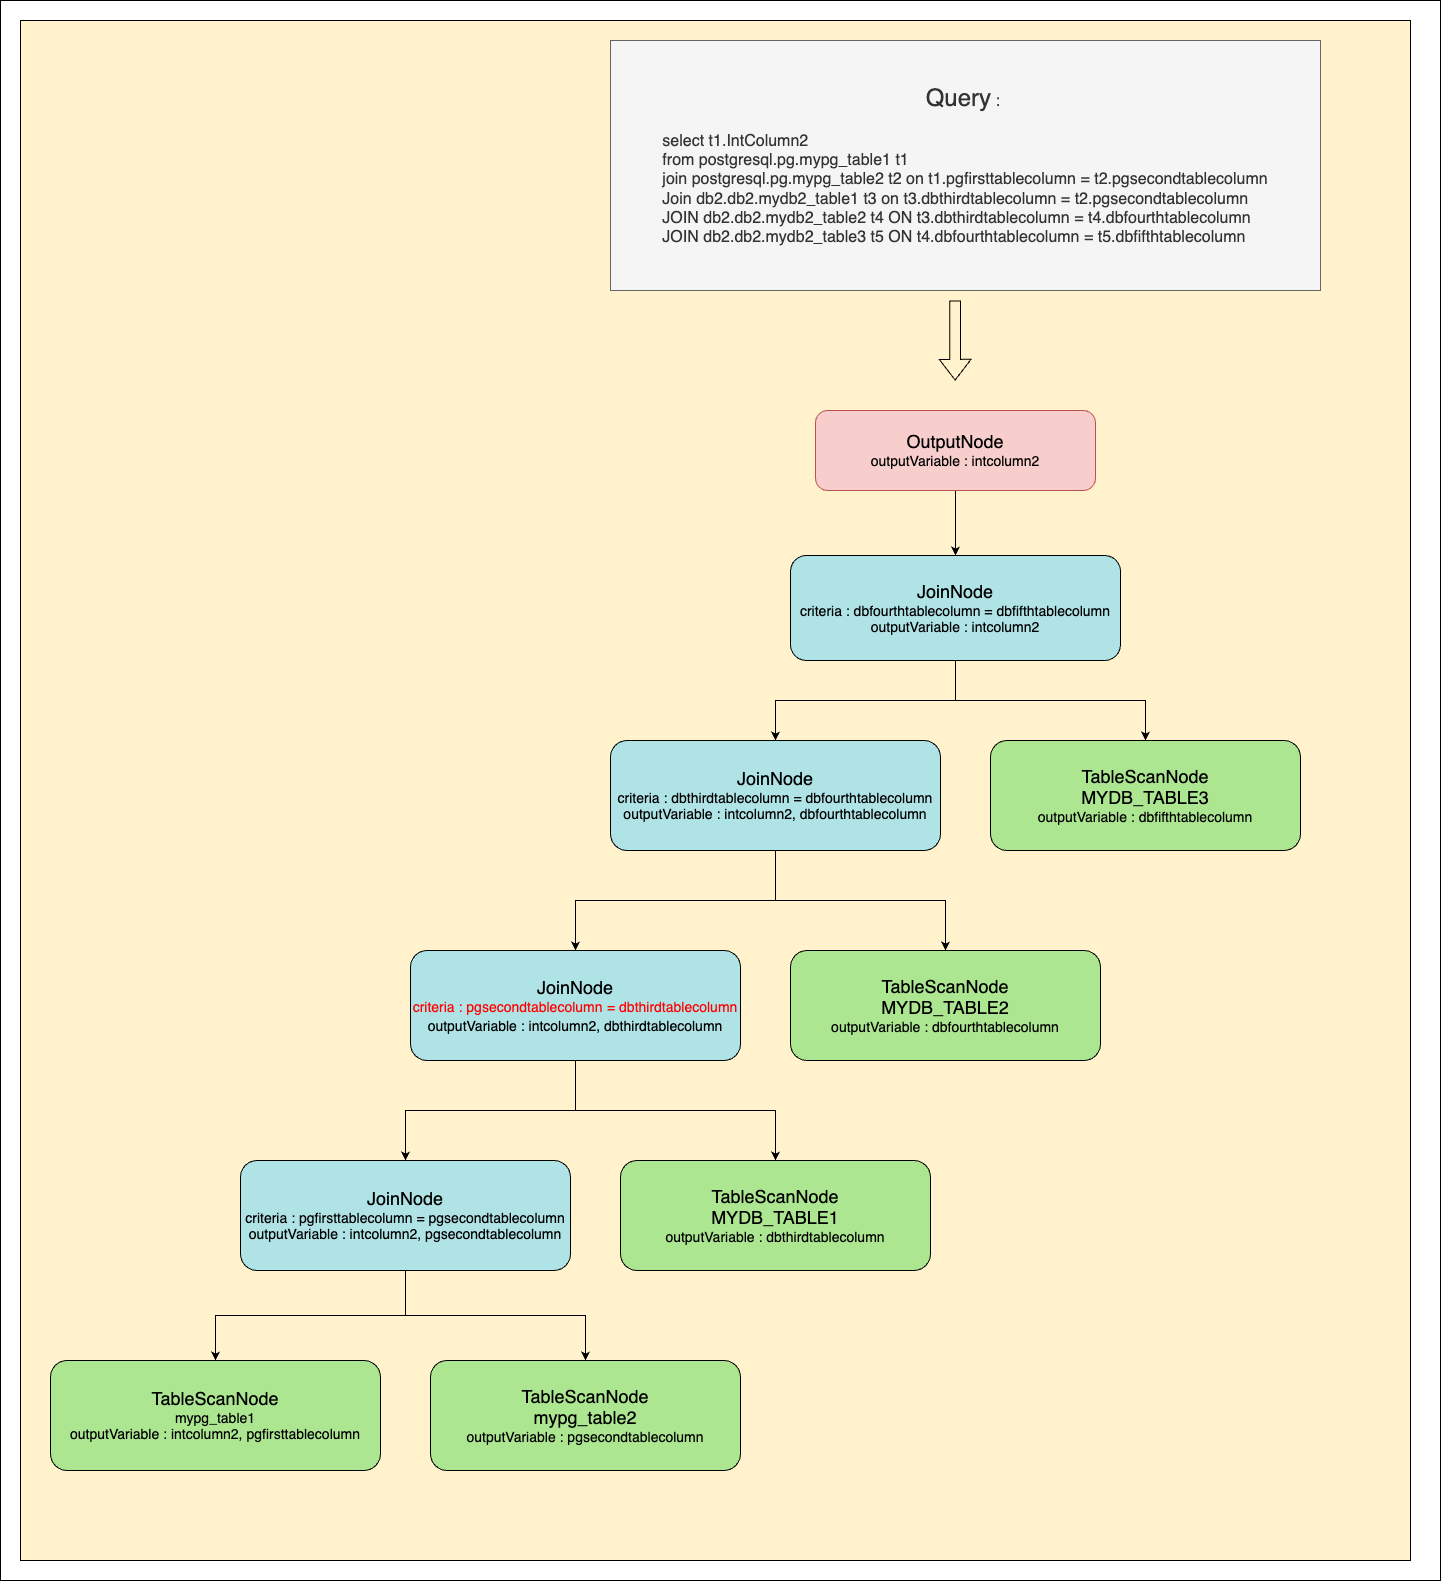 Query :
select t1.IntColumn2
from postgresql.pg.mypg_table1 t1
join postgresql.pg.mypg_table2 t2 on t1.pgfirsttablecolumn = t2.pgsecondtablecolumn
Join db2.db2.mydb2_table1 t3 on t3.dbthirdtablecolumn = t2.pgsecondtablecolumn
JOIN db2.db2.mydb2_table2 t4 ON t3.dbthirdtablecolumn = t4.dbfourthtablecolumn
JOIN db2.db2.mydb2_table3 t5 ON t4.dbfourthtablecolumn = t5.dbfifthtablecolumn
OutputNode
outputVariable : intcolumn2
JoinNode
criteria : dbfourthtablecolumn = dbfifthtablecolumn
outputVariable : intcolumn2
JoinNode
criteria : dbthirdtablecolumn = dbfourthtablecolumn
outputVariable : intcolumn2, dbfourthtablecolumn
TableScanNode
MYDB_TABLE3
outputVariable : dbfifthtablecolumn
JoinNode
criteria : pgsecondtablecolumn = dbthirdtablecolumn
outputVariable : intcolumn2, dbthirdtablecolumn
TableScanNode
MYDB_TABLE2
outputVariable : dbfourthtablecolumn
JoinNode
criteria : pgfirsttablecolumn = pgsecondtablecolumn
outputVariable : intcolumn2, pgsecondtablecolumn
TableScanNode
MYDB_TABLE1
outputVariable : dbthirdtablecolumn
TableScanNode
mypg_table1
outputVariable : intcolumn2, pgfirsttablecolumn
TableScanNode
mypg_table2
outputVariable : pgsecondtablecolumn